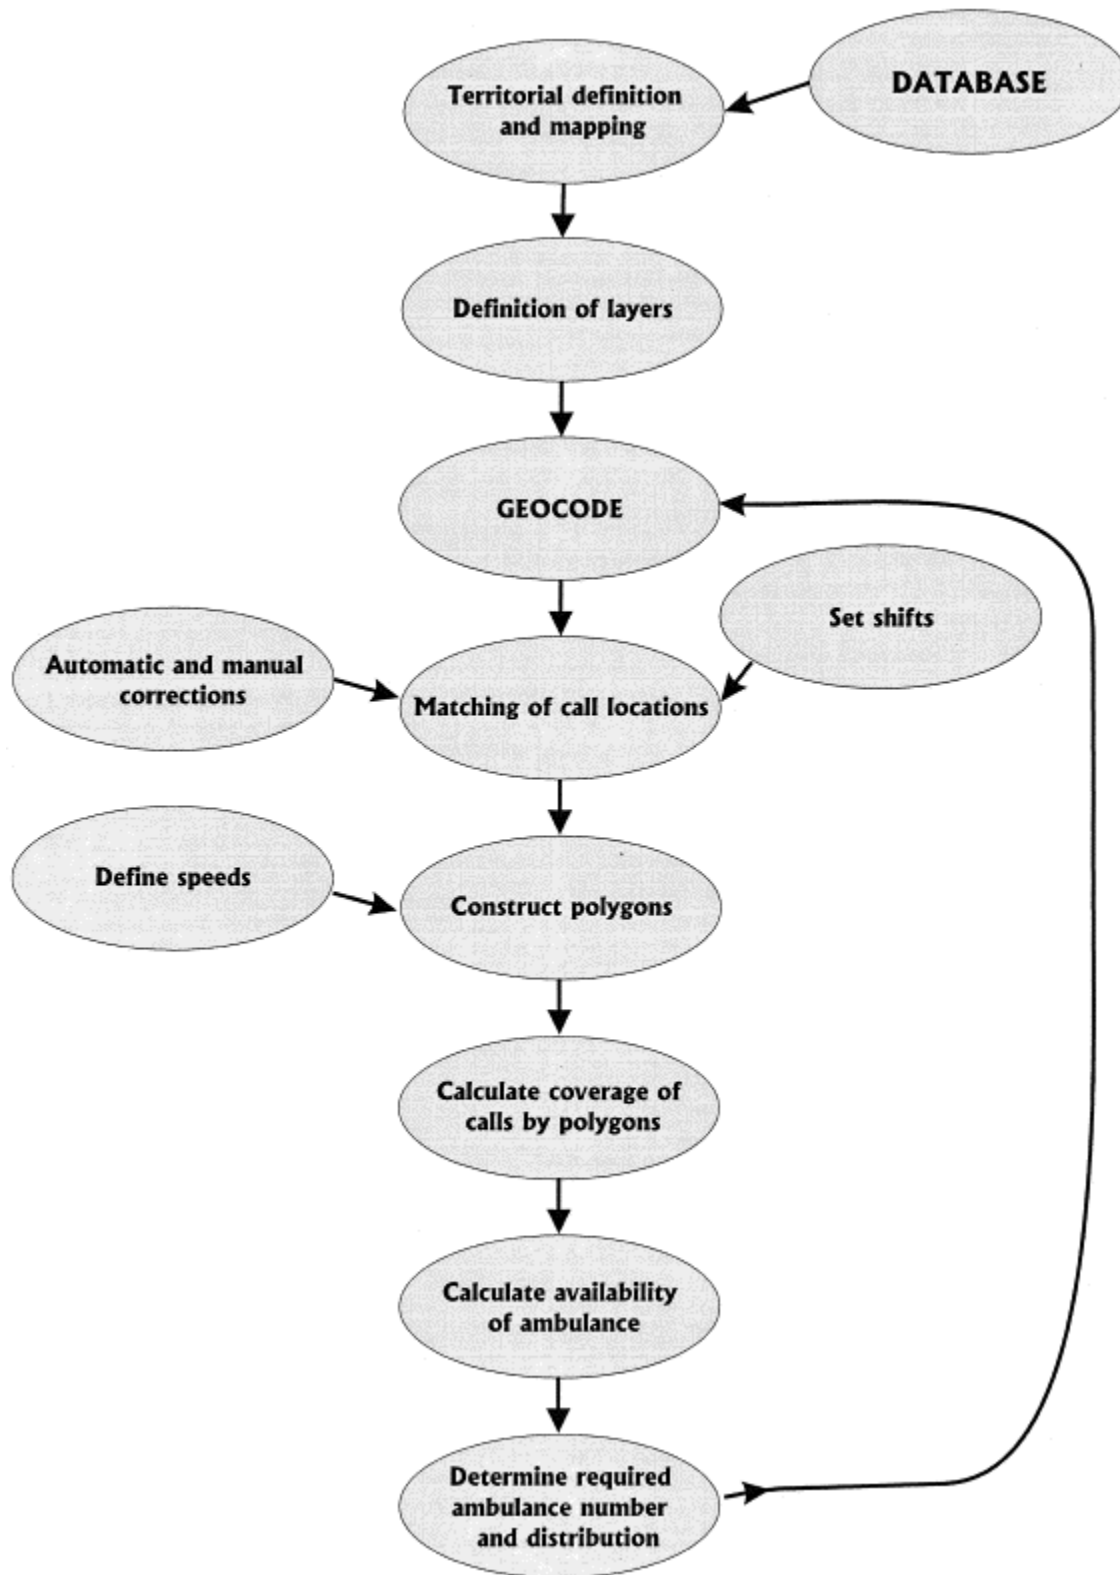 DATABASE
Territorial definition
and mapping
Definition of layers
GEOCODE
Set shifts
Automatic and manual
corrections
Matching of call locations
Define speeds
Construct polygons
Calculate coverage of
calls by polygons
Calculate availability
of ambulance
Determine required
ambulance number
and distribution